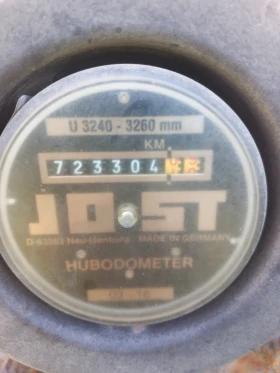 U 3240 - 3260 mm
KM
723304
JOST
MADE IN GERMANY
HUBODOMETER